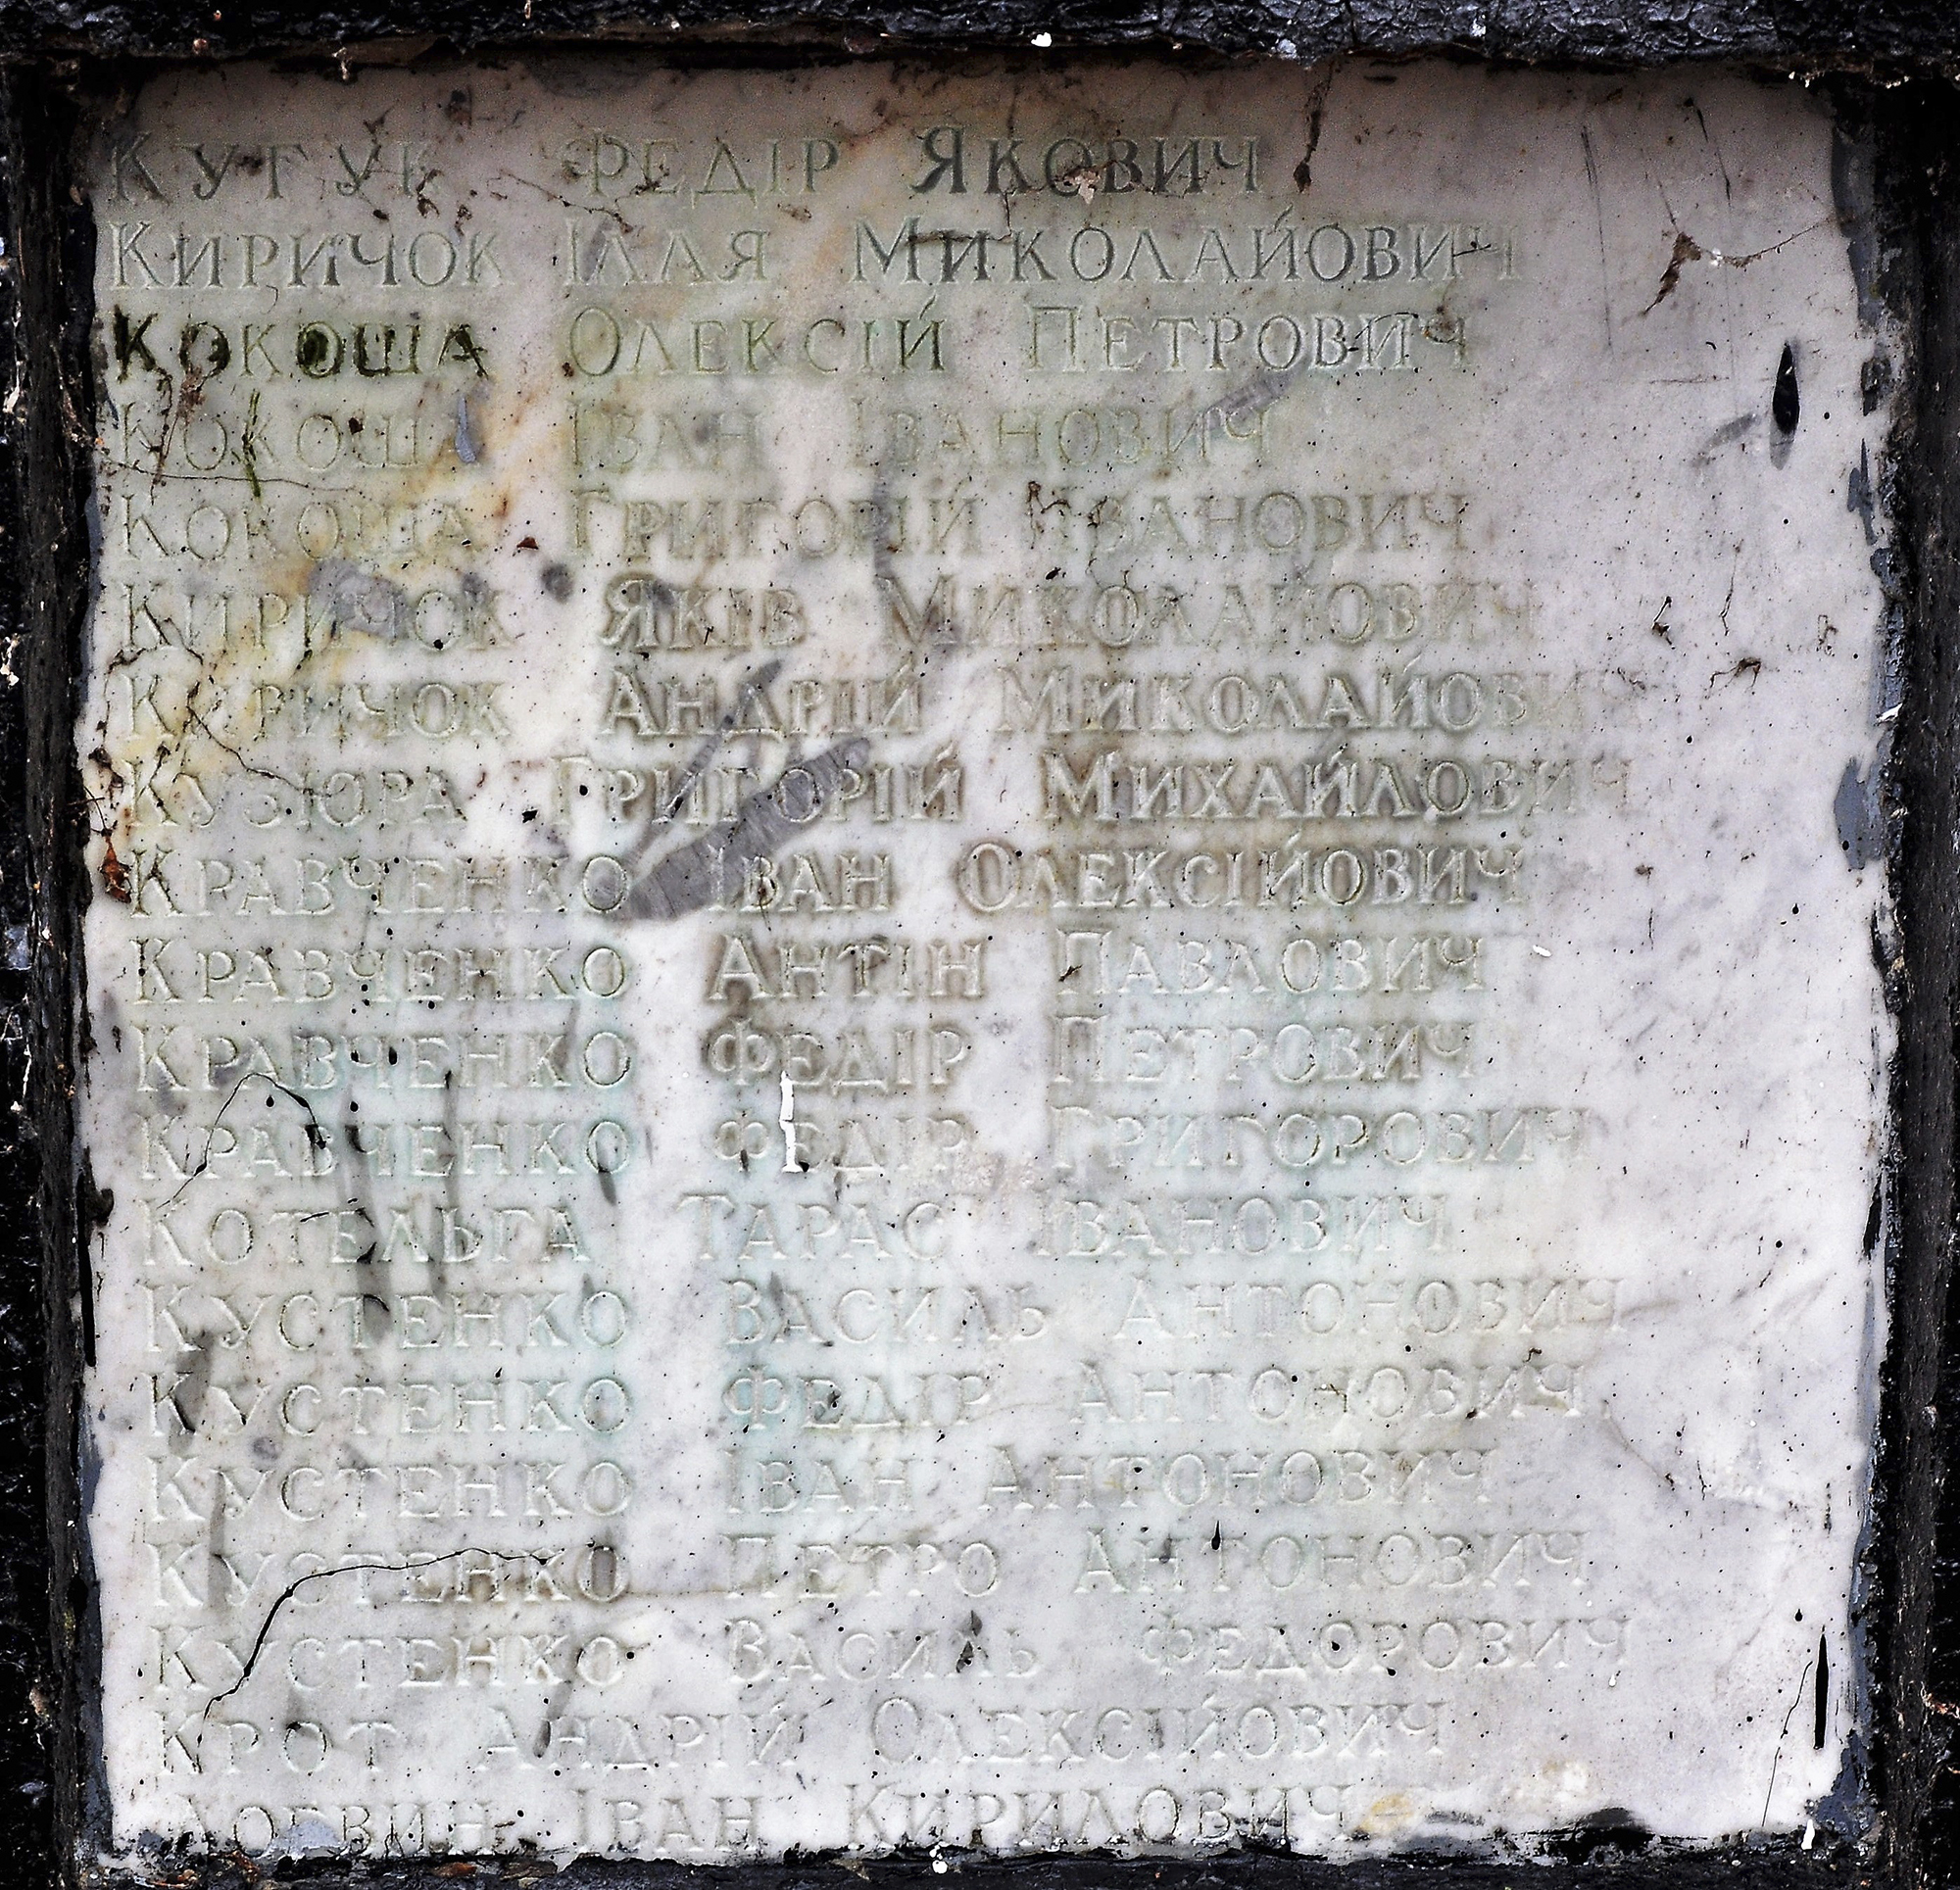 Кугук Федір Якович
Киричок Ілля Миколайович
Кокоша Олексій Петрович
Кокоша Іван Іванович
Кокоша Григорій Іванович
Киричок Яків Миколайович
Киричок Андрій Миколайович
Кузюра Григорій Михайлович
Кравченко Іван Олексійович
Кравченко Антін Павлович
Кравченко Федір Петрович
Кравченко Федір Григорович
Котельга Тарас Іванович
Кустенко Василь Антонович
Кустенко Федір Антонович
Кустенко Іван Антонович
Кустенко Петро Антонович
Кустенко Василь Федорович
Крот Андрій Олексійович
Логвин Іван Кирилович